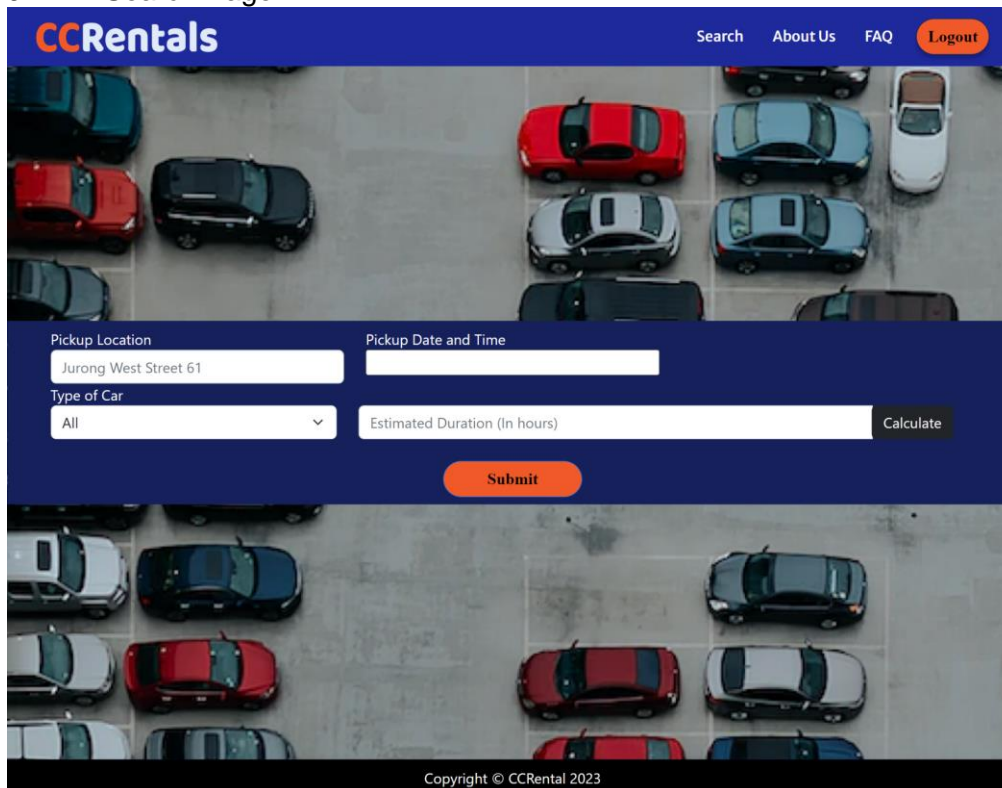 CCRentals
Search About Us FAQ Logout
Pickup Location Pickup Date and Time
Jurong West Street 61
Type of Car
All Estimated Duration (In hours) Calculate
Submit
Copyright © CCRental 2023